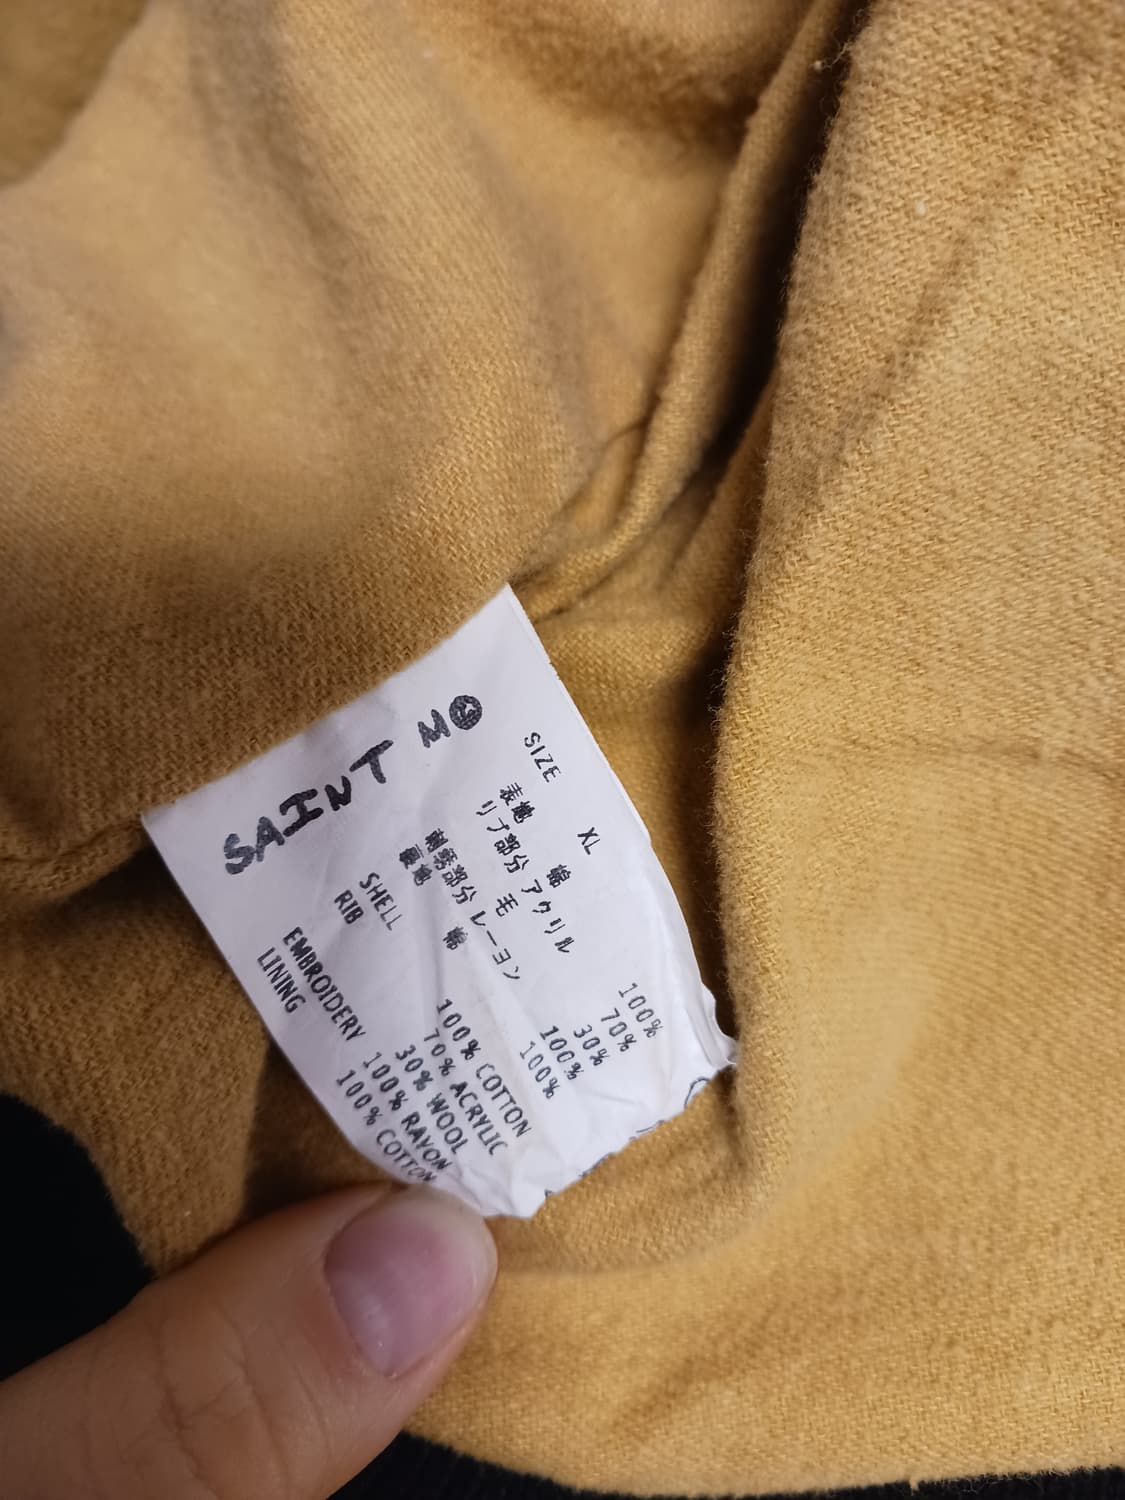 SAINT M
SIZE XL
表地 綿 100%
リブ部分 アクリル 70%
毛 30%
刺繍部分 レーヨン 100%
裏地 綿 100%
SHELL 100% COTTON
RIB 70% ACRYLIC
30% WOOL
EMBROIDERY 100% RAYON
LINING 100% COTTON